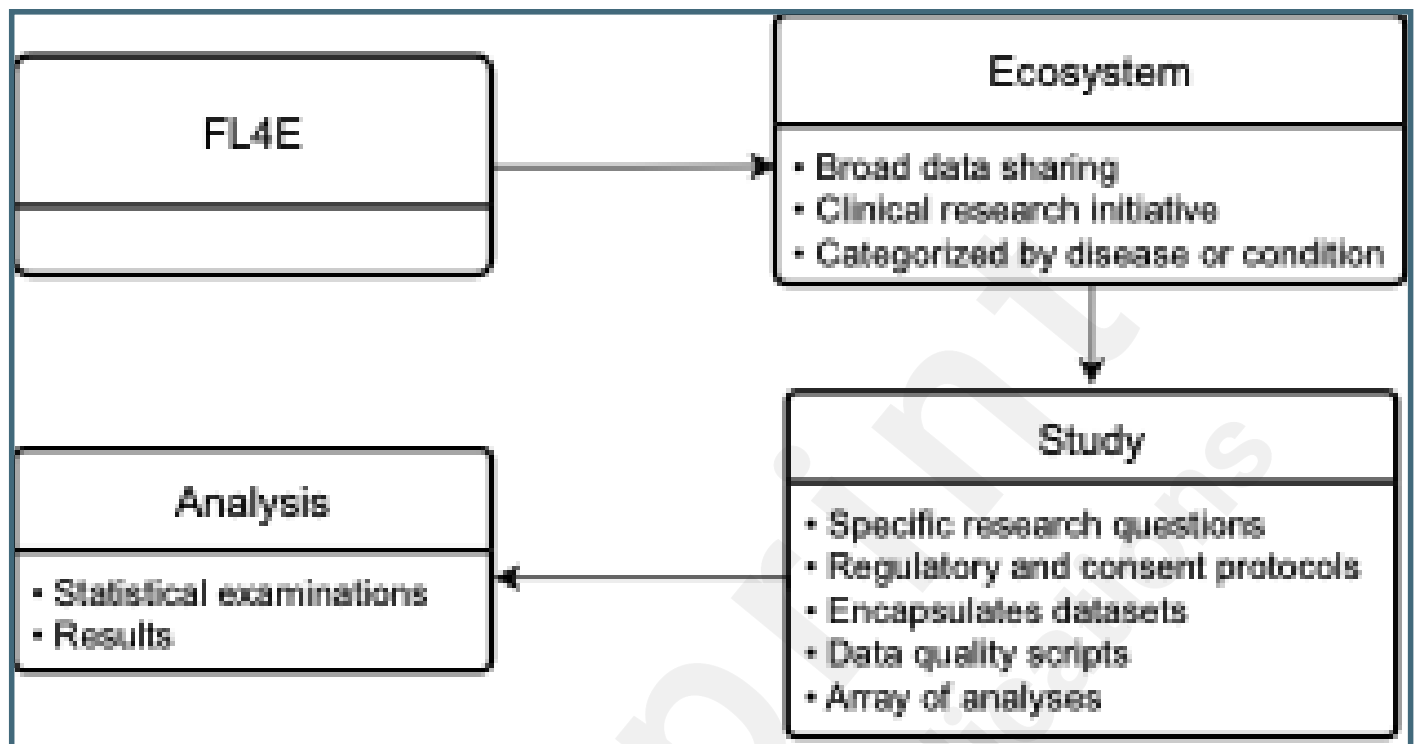 FL4E
Ecosystem
• Broad data sharing
• Clinical research initiative
• Categorized by disease or condition
Study
• Specific research questions
• Regulatory and consent protocols
• Encapsulates datasets
• Data quality scripts
• Array of analyses
Analysis
• Statistical examinations
• Results